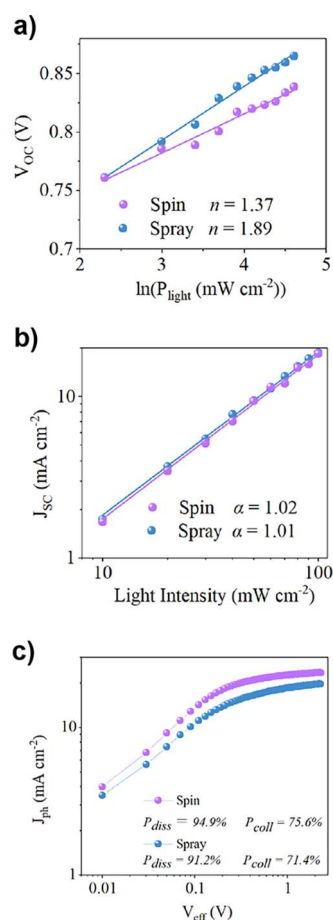 a)
0.85
0.8
0.75
0.7
V_OC (V)
Spin n = 1.37
Spray n = 1.89
2 3 4 5
ln(P_light (mW cm⁻²))
b)
10
1
J_SC (mA cm⁻²)
Spin α = 1.02
Spray α = 1.01
10 100
Light Intensity (mW cm⁻²)
c)
10
1
J_ph (mA cm⁻²)
Spin
P_diss = 94.9% P_coll = 75.6%
Spray
P_diss = 91.2% P_coll = 71.4%
0.01 0.1 1
V_eff (V)